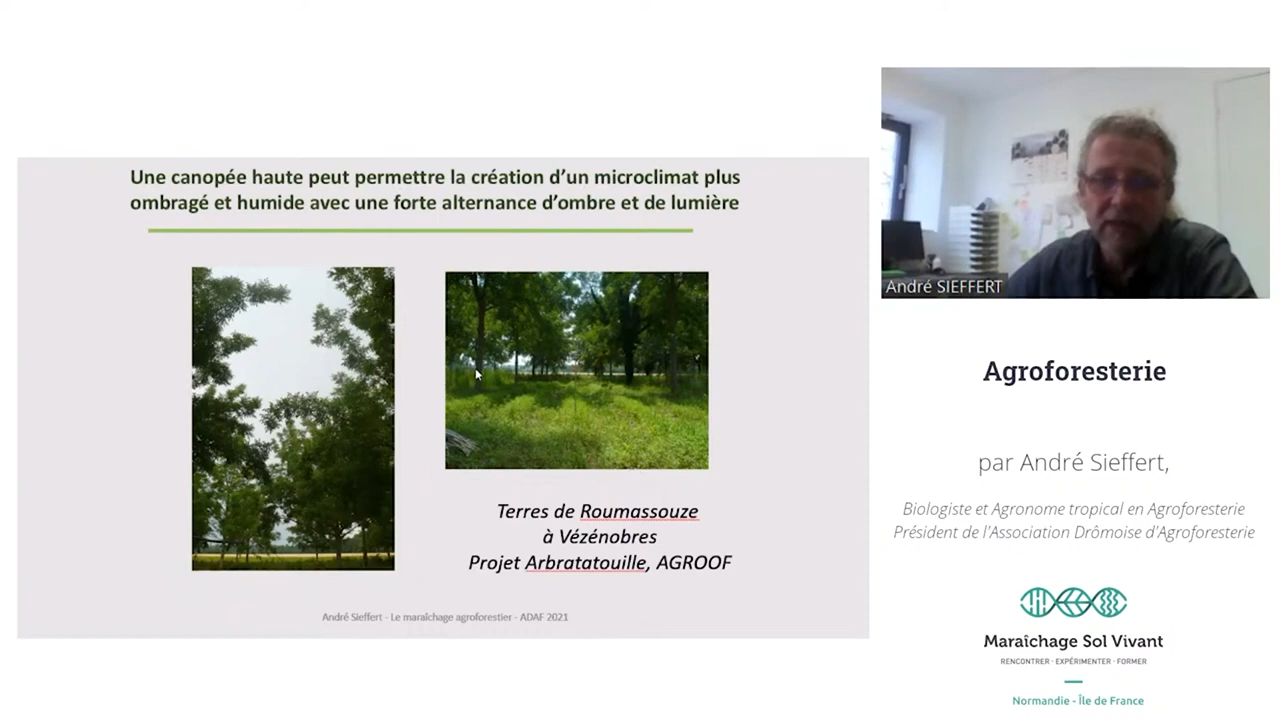 Une canopée haute peut permettre la création d'un microclimat plus
ombragé et humide avec une forte alternance d'ombre et de lumière
Terres de Roumassouze
à Vézénobres
Projet Arbratatouille, AGROOF
André Sieffert - Le maraîchage agroforestier - ADAF 2021
André SIEFFERT
Agroforesterie
par André Sieffert,
Biologiste et Agronome tropical en Agroforesterie
Président de l'Association Drômoise d'Agroforesterie
Maraîchage Sol Vivant
RENCONTRER · EXPÉRIMENTER · FORMER
Normandie - Île de France